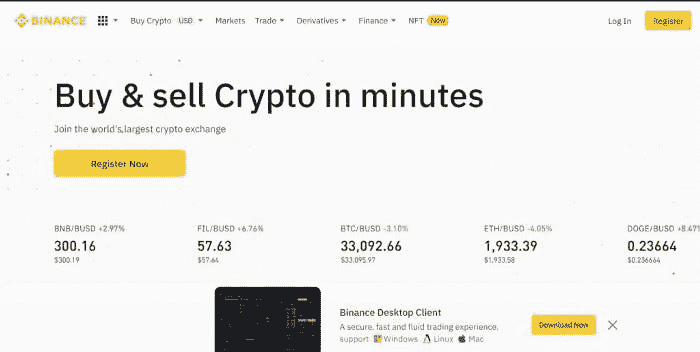 BINANCE Buy Crypto USD Markets Trade Derivatives Finance NFT New Log In Register
Buy & sell Crypto in minutes
Join the world's largest crypto exchange
Register Now
BNB/BUSD +2.97% FIL/BUSD +6.76% BTC/BUSD -3.10% ETH/BUSD -4.05% DOGE/BUSD +8.47%
300.16 57.63 33,092.66 1,933.39 0.23664
$300.19 $57.64 $33,095.97 $1,933.58 $0.236664
Binance Desktop Client
A secure, fast and fluid trading experience,
support Windows Linux Mac
Download Now